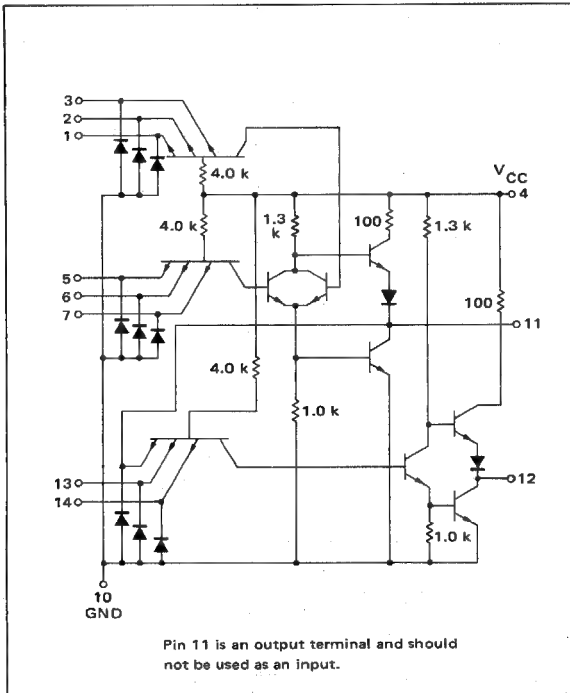 3
2
1
4.0 k
V CC
4
4.0 k
1.3 k
100
1.3 k
5
6
7
100
11
4.0 k
1.0 k
13
14
12
1.0 k
10
GND
Pin 11 is an output terminal and should
not be used as an input.